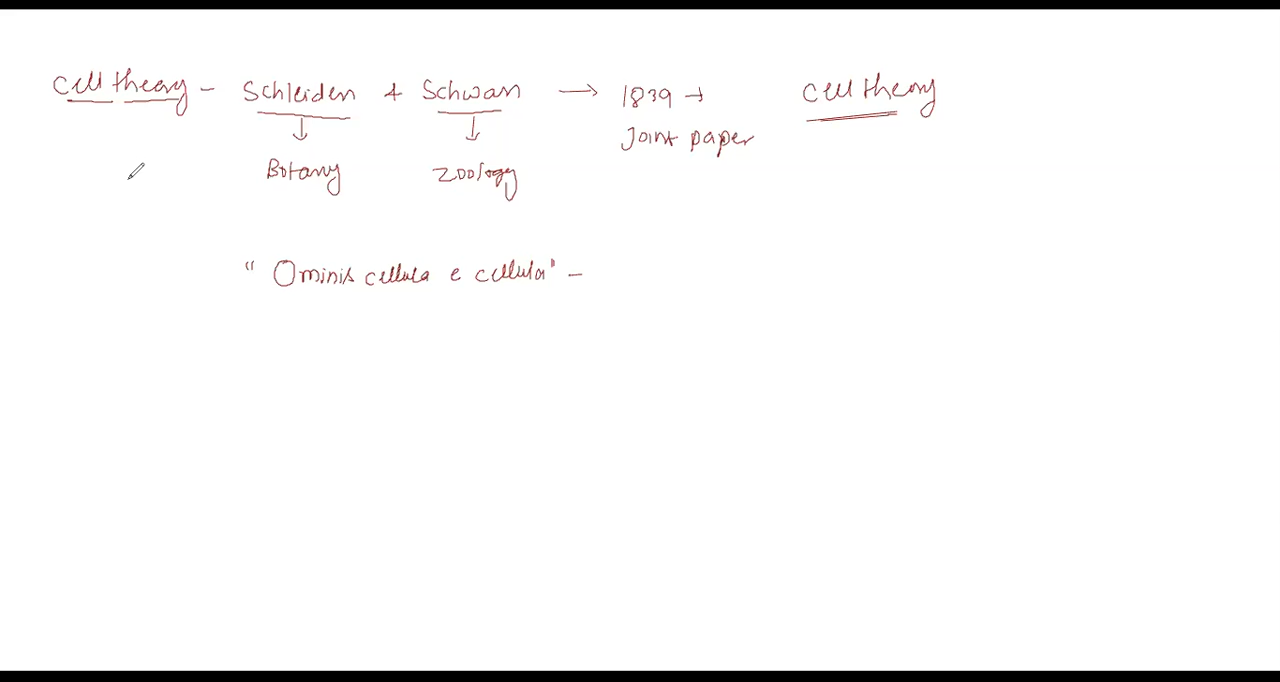 Cell theory - Schleiden + Schwan → 1839 → Cell theory
Joint paper
Botany Zoology
" Ominis cellula e cellula" -